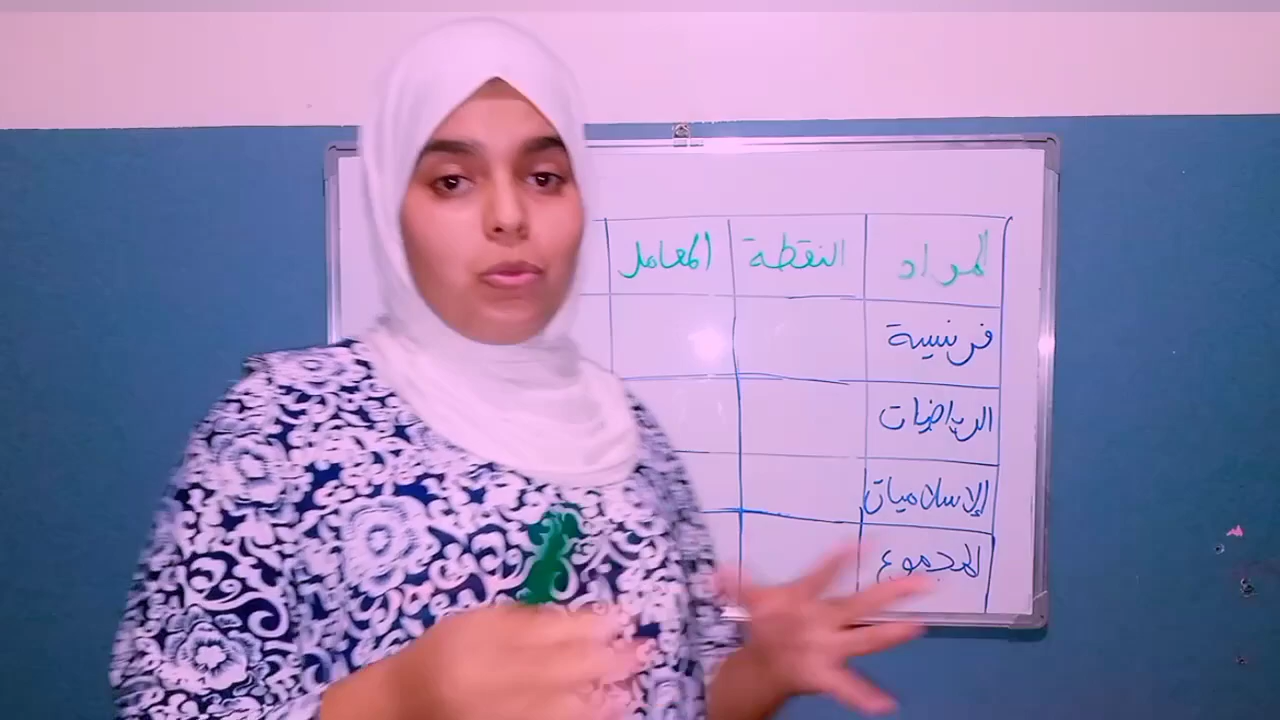 المواد النقطة المعامل
فرنسية
الرياضيات
الإسلاميات
المجموع